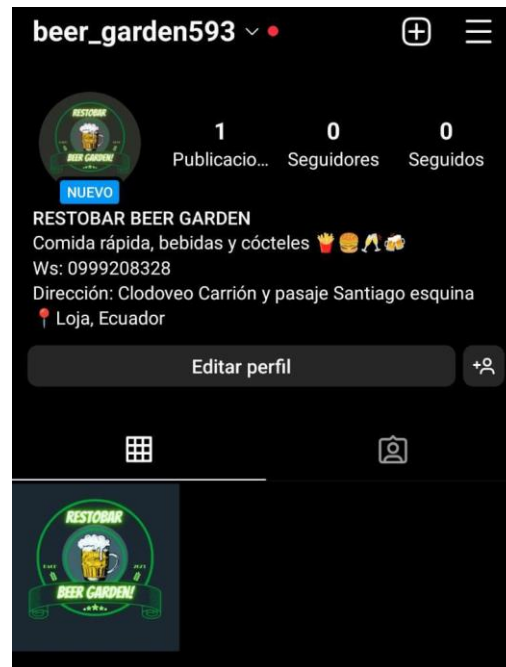 beer_garden593
RESTOBAR
BEER GARDEN!
NUEVO
1
Publicacio...
0
Seguidores
0
Seguidos
RESTOBAR BEER GARDEN
Comida rápida, bebidas y cócteles 🍟🍔🥂🍻
Ws: 0999208328
Dirección: Clodoveo Carrión y pasaje Santiago esquina
📍Loja, Ecuador
Editar perfil
RESTOBAR
BEER GARDEN!